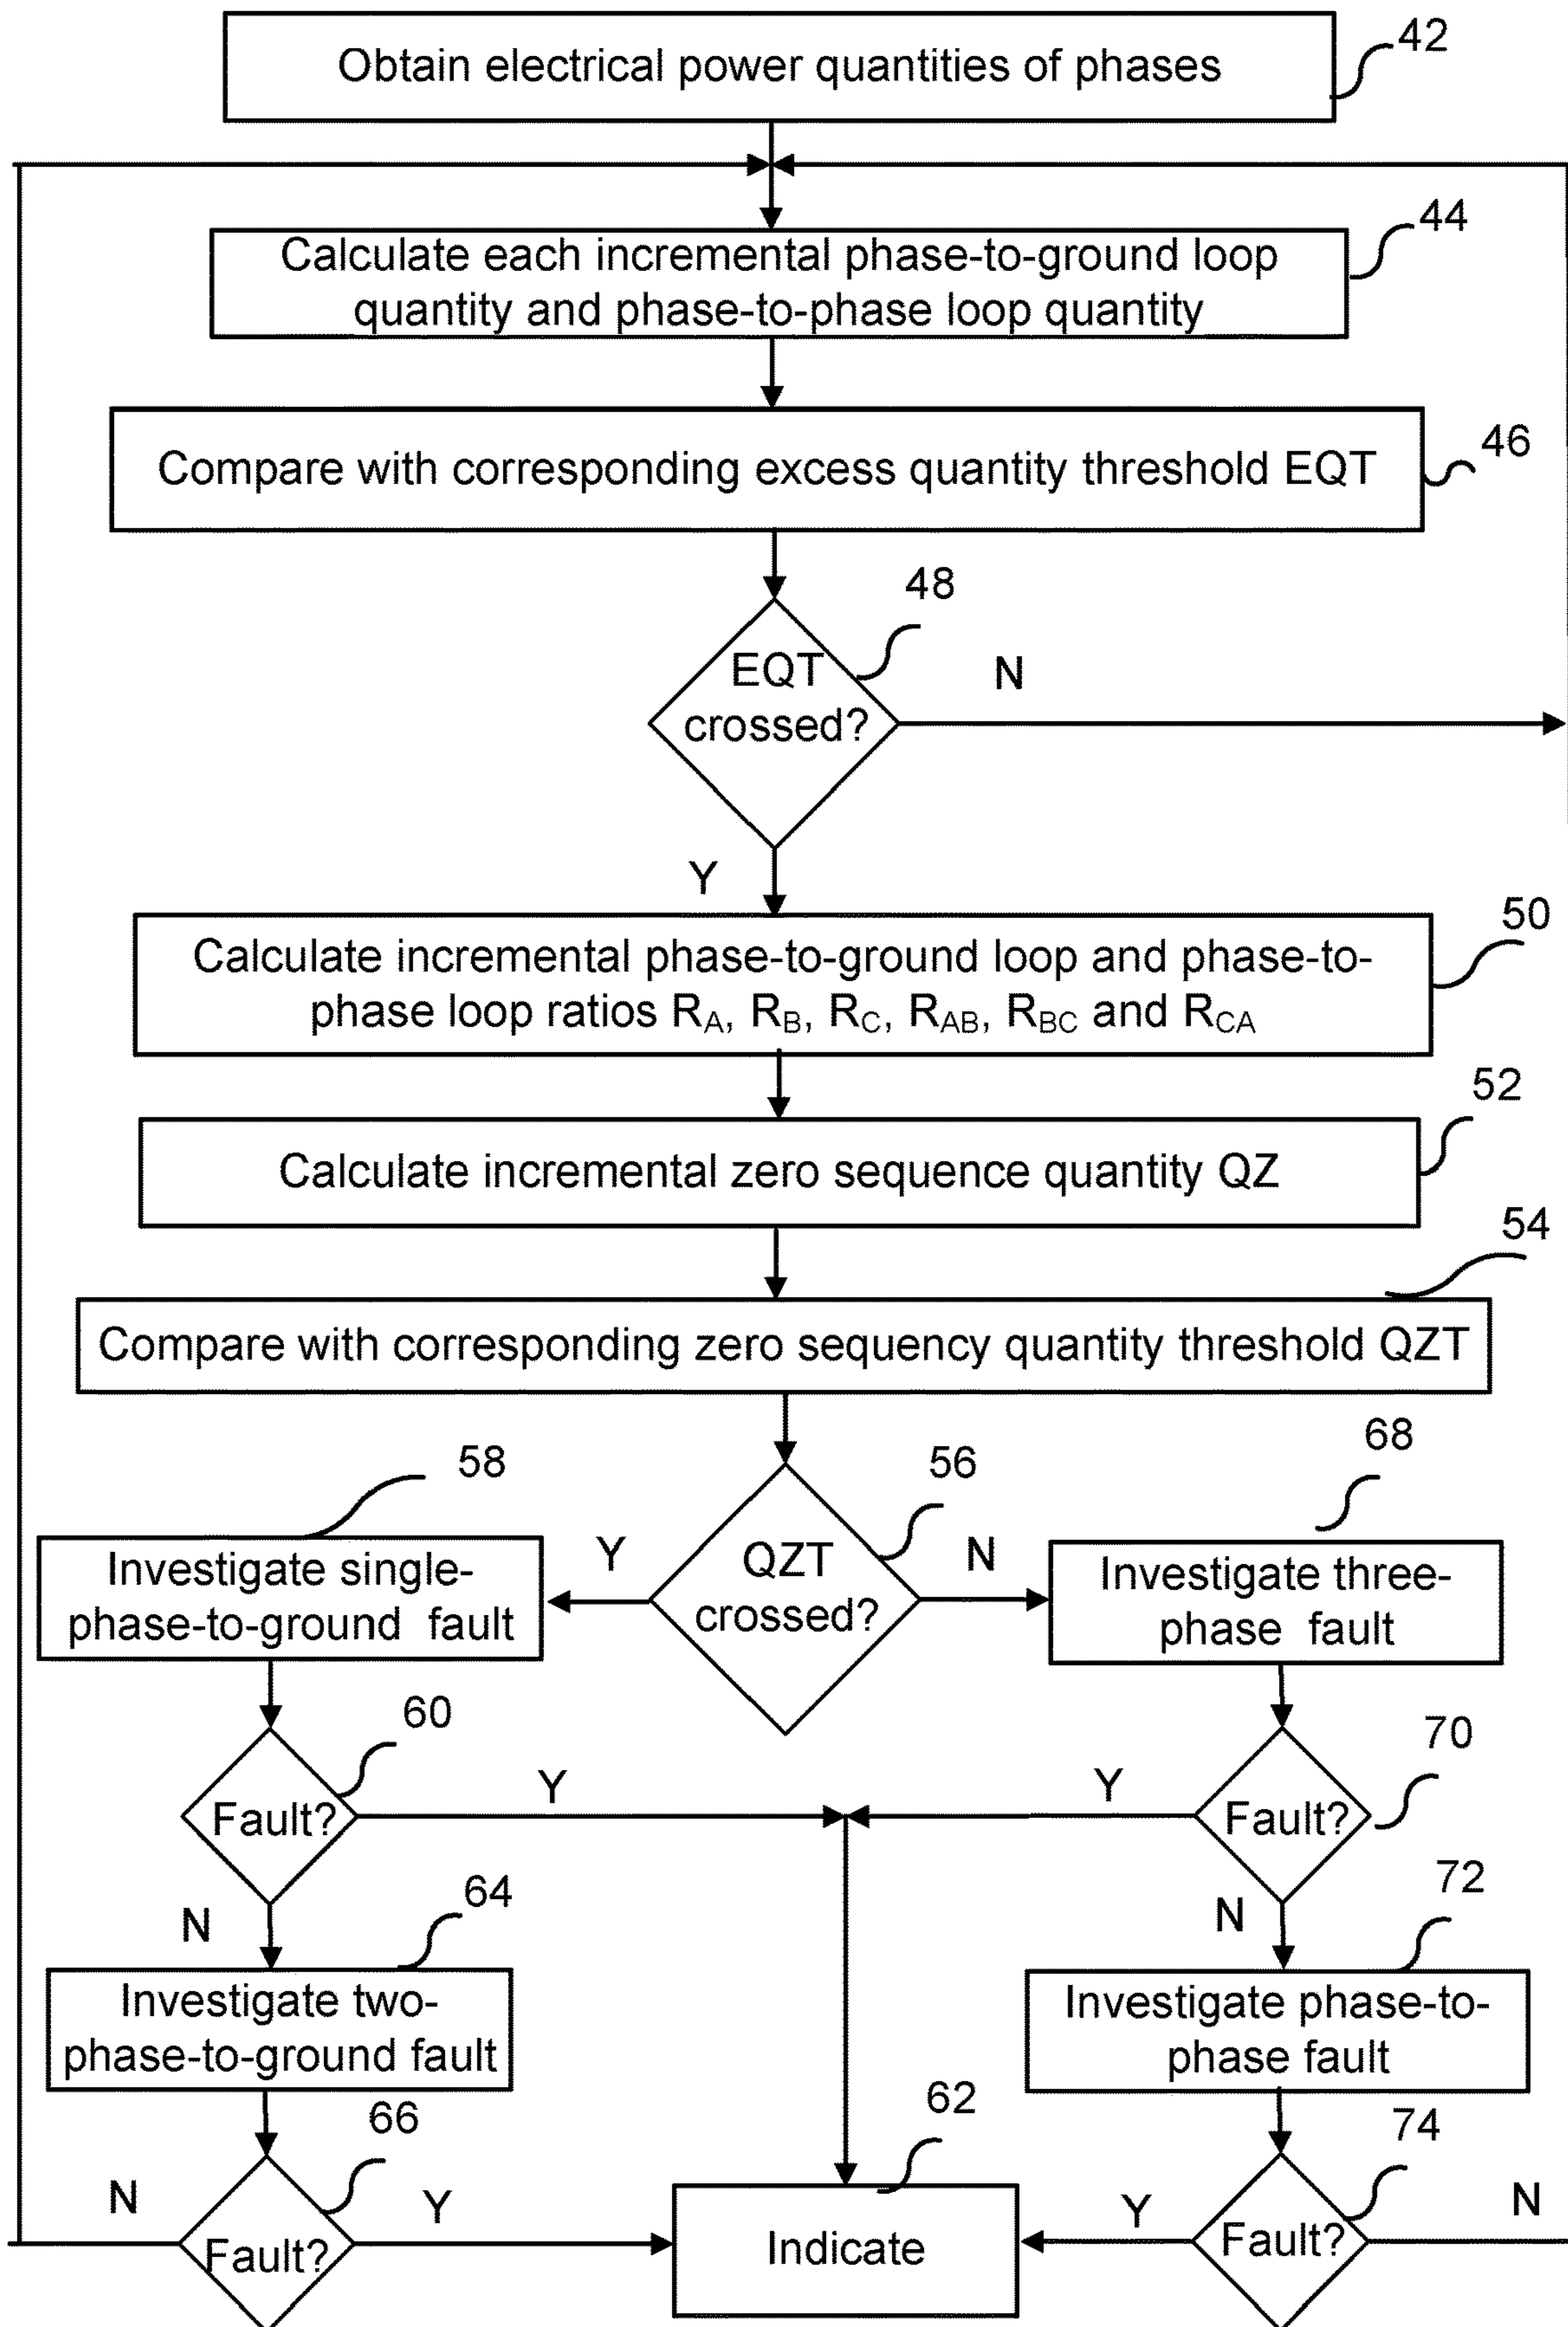 Obtain electrical power quantities of phases
42
44
Calculate each incremental phase-to-ground loop
quantity and phase-to-phase loop quantity
46
Compare with corresponding excess quantity threshold EQT
48
EQT
crossed?
N
Y
50
Calculate incremental phase-to-ground loop and phase-to-
phase loop ratios RA, RB, RC, RAB, RBC and RCA
52
Calculate incremental zero sequence quantity QZ
54
Compare with corresponding zero sequency quantity threshold QZT
58
56
68
Investigate single-
phase-to-ground fault
Y
QZT
crossed?
N
Investigate three-
phase fault
60
70
Fault?
Y
Y
Fault?
64
72
N
N
Investigate two-
phase-to-ground fault
Investigate phase-to-
phase fault
66
62
74
N
Fault?
Y
Indicate
Y
Fault?
N